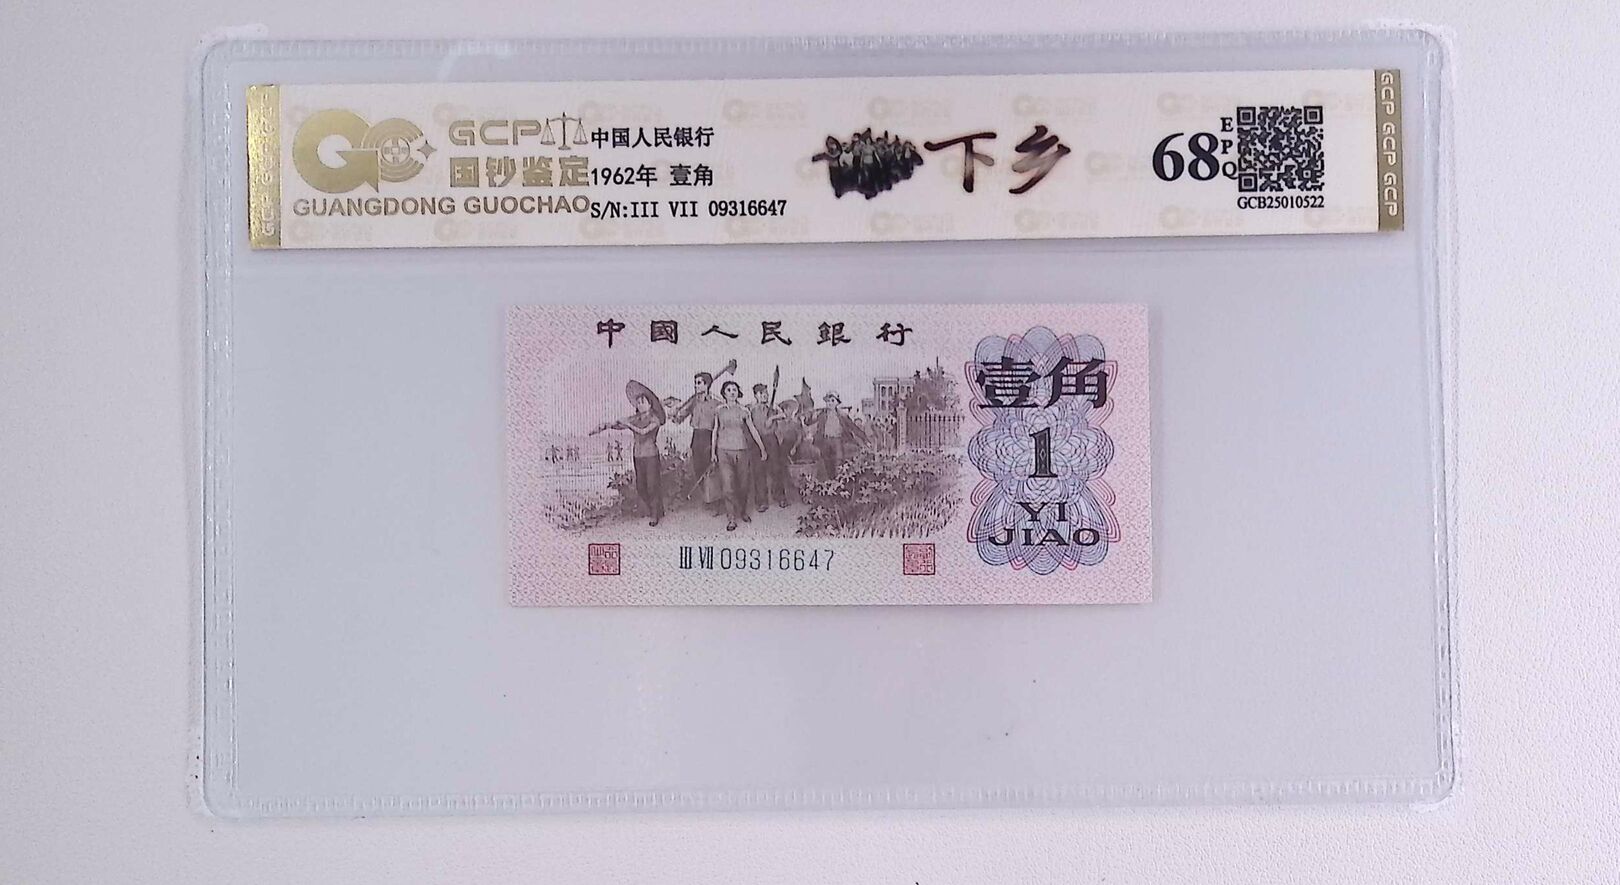 GCP
国钞鉴定
GUANGDONG GUOCHAO
中国人民银行
1962年 壹角
S/N:III VII 09316647
下乡
68
EPQ
GCB25010522
GCP GCP GCP
中國人民銀行
壹角
1
YI
JIAO
III VII 09316647